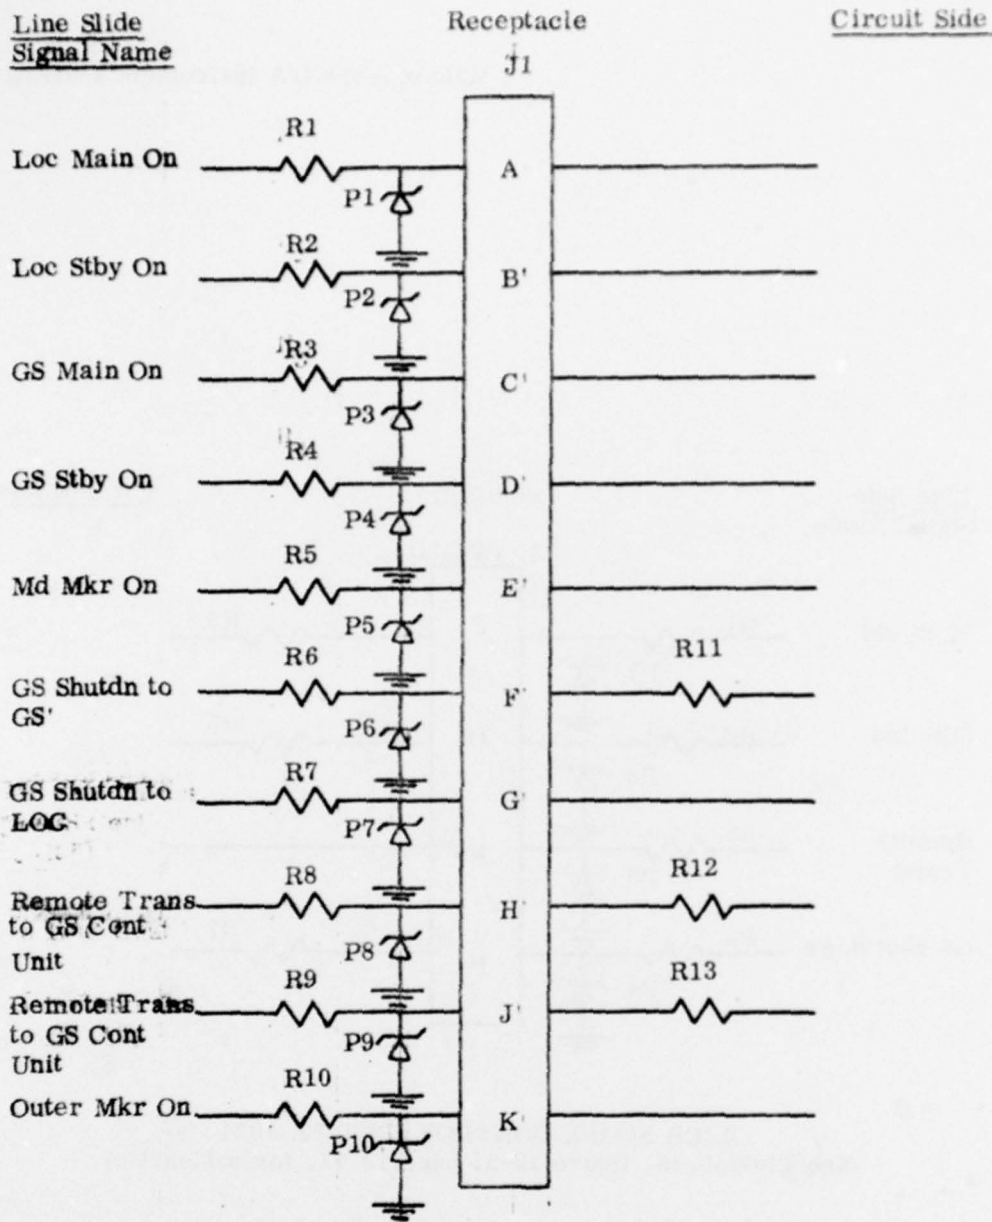 Line Slide
Signal Name
Receptacle
J1
Circuit Side
R1
Loc Main On
A
P1
R2
Loc Stby On
B'
P2
R3
GS Main On
C'
P3
R4
GS Stby On
D'
P4
R5
Md Mkr On
E'
P5
R6
R11
GS Shutdn to
GS'
F'
P6
R7
GS Shutdn to
LOC
G'
P7
R8
R12
Remote Trans
to GS Cont
Unit
H'
P8
R9
R13
Remote Trans
to GS Cont
Unit
J'
P9
R10
Outer Mkr On
K'
P10